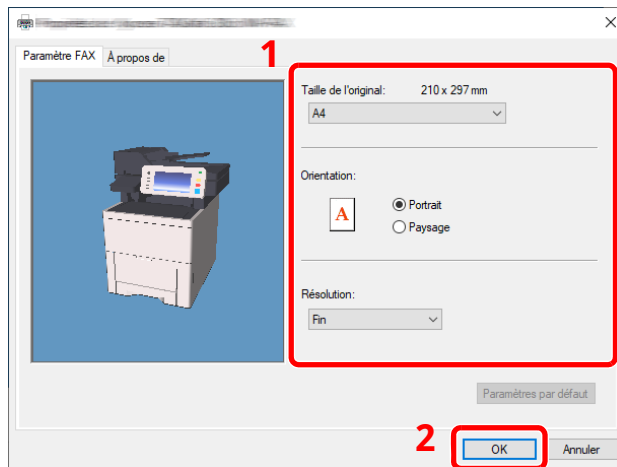 Paramètre FAX
À propos de
1
Taille de l'original: 210 x 297 mm
A4
Orientation:
A
Portrait
Paysage
Résolution:
Fin
Paramètres par défaut
2
OK
Annuler